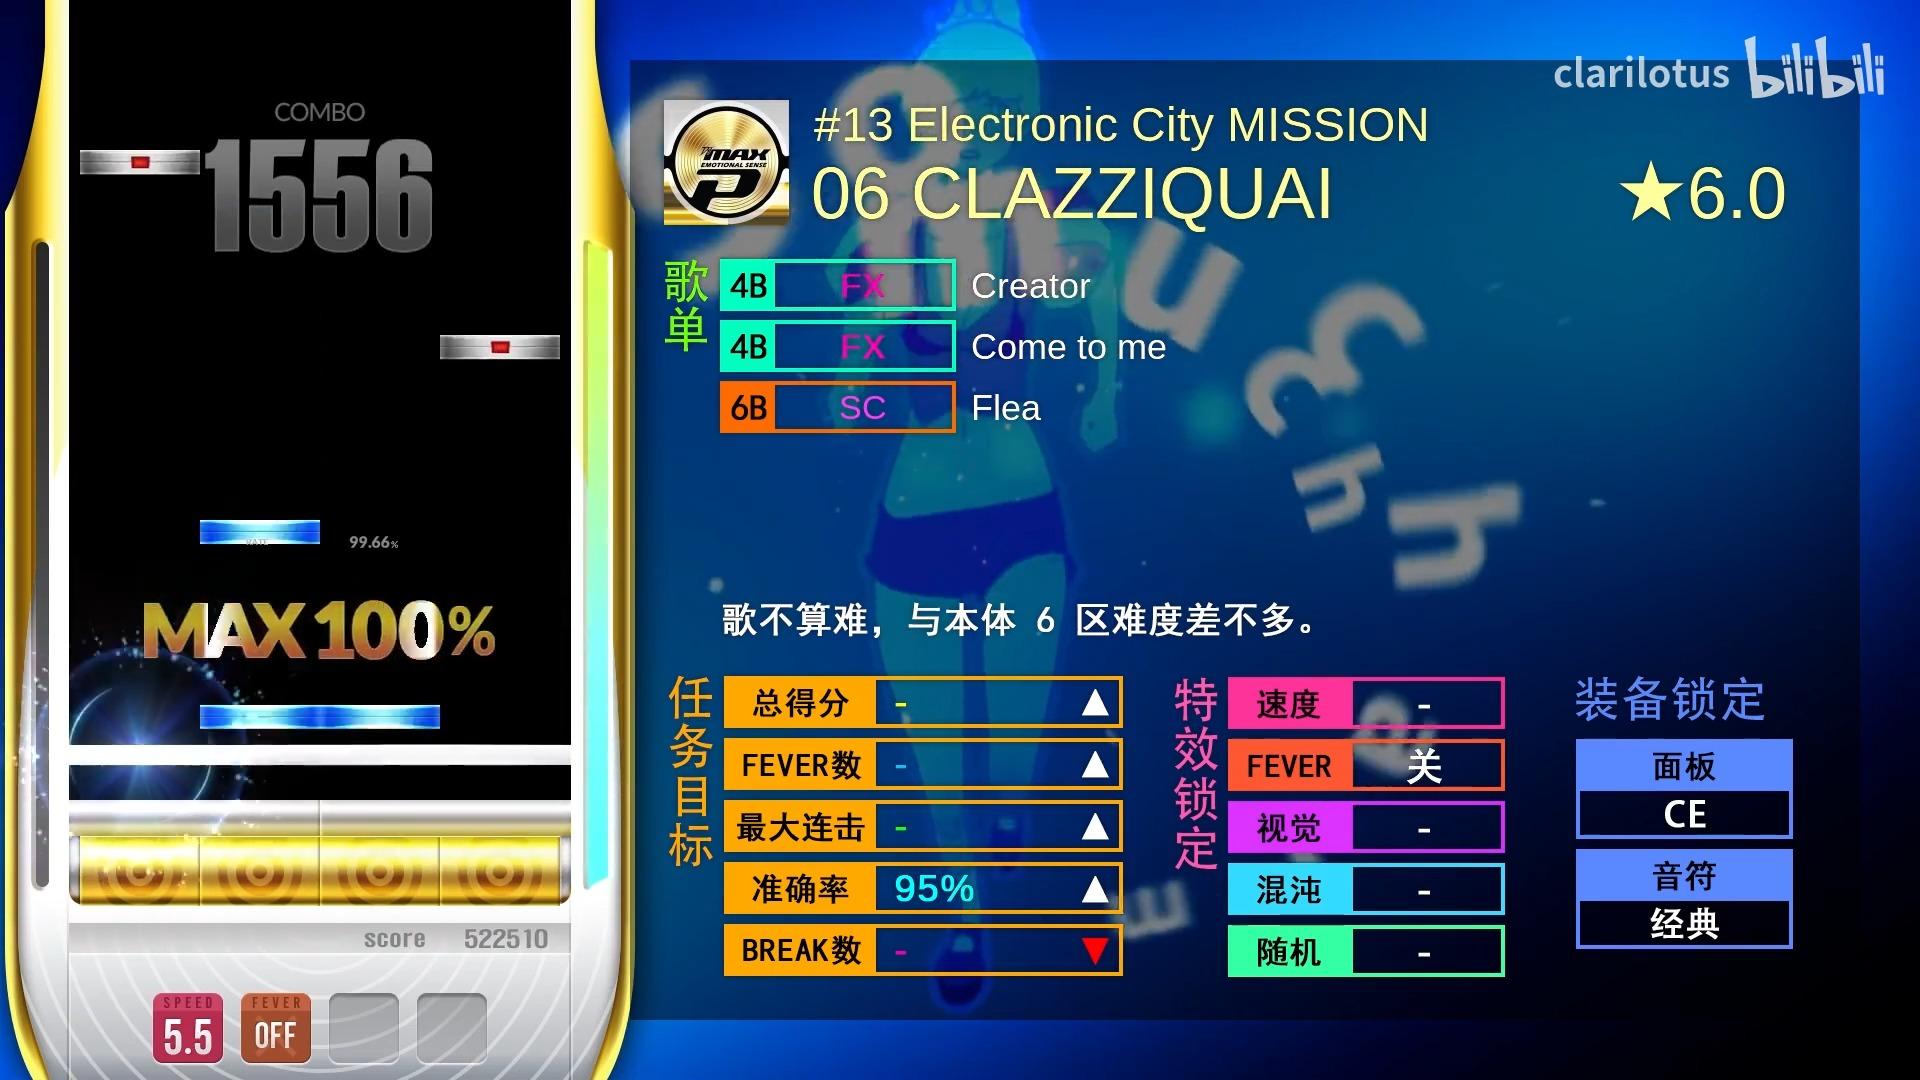 clarilotus bilibili
COMBO
1556
99.66%
MAX 100%
score 522510
SPEED
5.5
FEVER
OFF
MAX
EMOTIONAL SENSE
P
#13 Electronic City MISSION
06 CLAZZIQUAI
★6.0
歌单
4B FX Creator
4B FX Come to me
6B SC Flea
歌不算难，与本体 6 区难度差不多。
任务目标
总得分 - ▲
FEVER数 - ▲
最大连击 - ▲
准确率 95% ▲
BREAK数 - ▼
特效锁定
速度 -
FEVER 关
视觉 -
混沌 -
随机 -
装备锁定
面板
CE
音符
经典